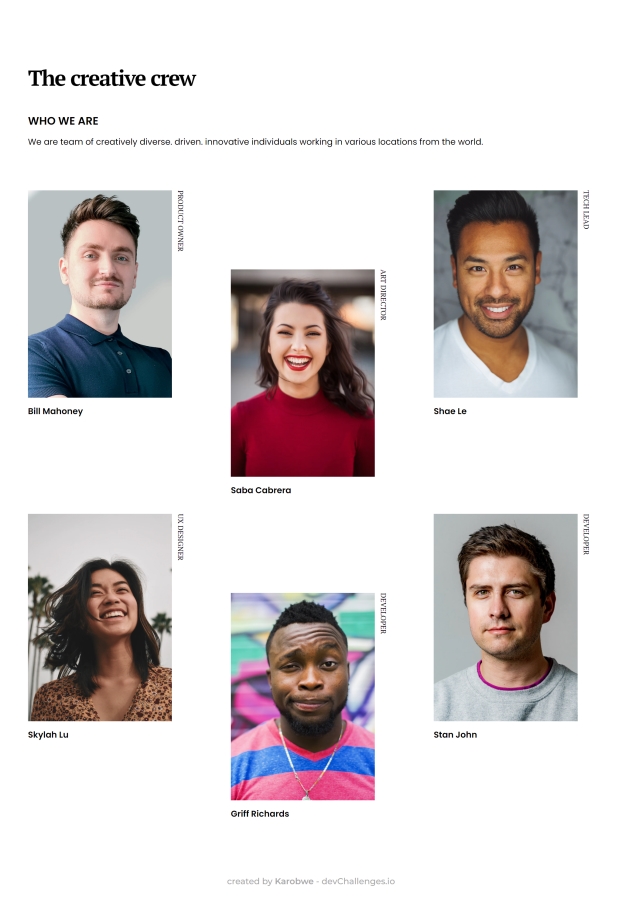 The creative crew
WHO WE ARE
We are team of creatively diverse. driven. innovative individuals working in various locations from the world.
PRODUCT OWNER
Bill Mahoney
ART DIRECTOR
Saba Cabrera
TECH LEAD
Shae Le
UX DESIGNER
Skylah Lu
DEVELOPER
Griff Richards
DEVELOPER
Stan John
created by Karobwe - devChallenges.io